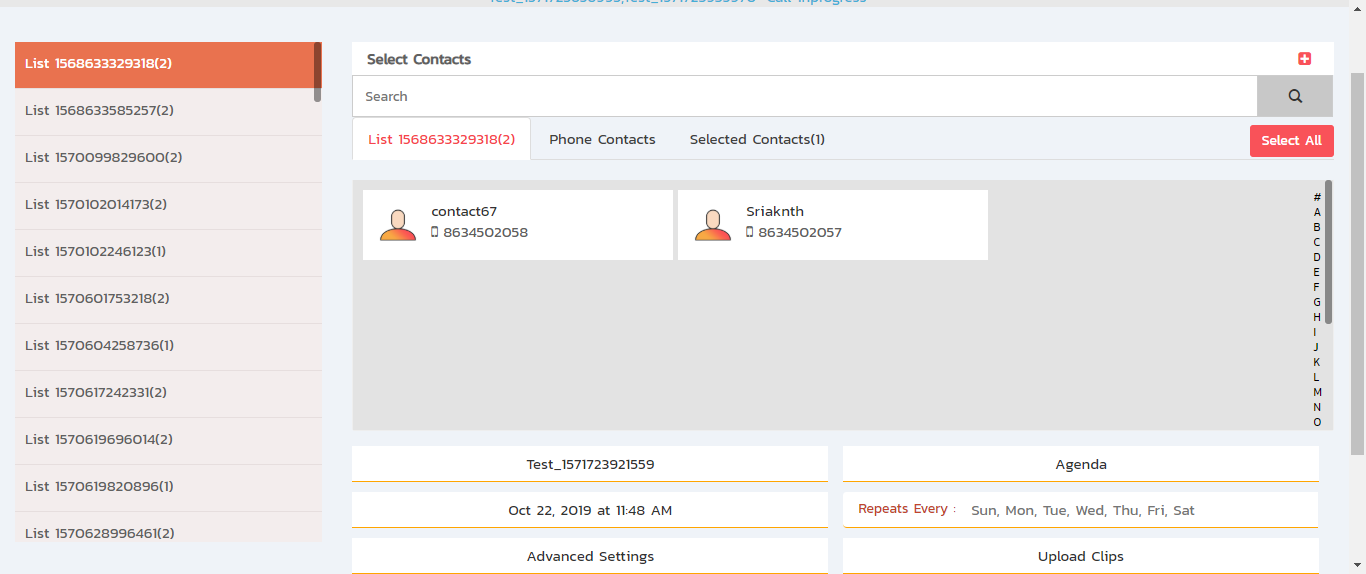 Test_1571723650993,Test_1571723555576 Call Inprogress
List 1568633329318(2)
List 1568633585257(2)
List 1570099829600(2)
List 1570102014173(2)
List 1570102246123(1)
List 1570601753218(2)
List 1570604258736(1)
List 1570617242331(2)
List 1570619696014(2)
List 1570619820896(1)
List 1570628996461(2)
Select Contacts
Search
List 1568633329318(2) Phone Contacts Selected Contacts(1) Select All
contact67
8634502058
Sriaknth
8634502057
#
A
B
C
D
E
F
G
H
I
J
K
L
M
N
O
Test_1571723921559
Agenda
Oct 22, 2019 at 11:48 AM
Repeats Every : Sun, Mon, Tue, Wed, Thu, Fri, Sat
Advanced Settings
Upload Clips